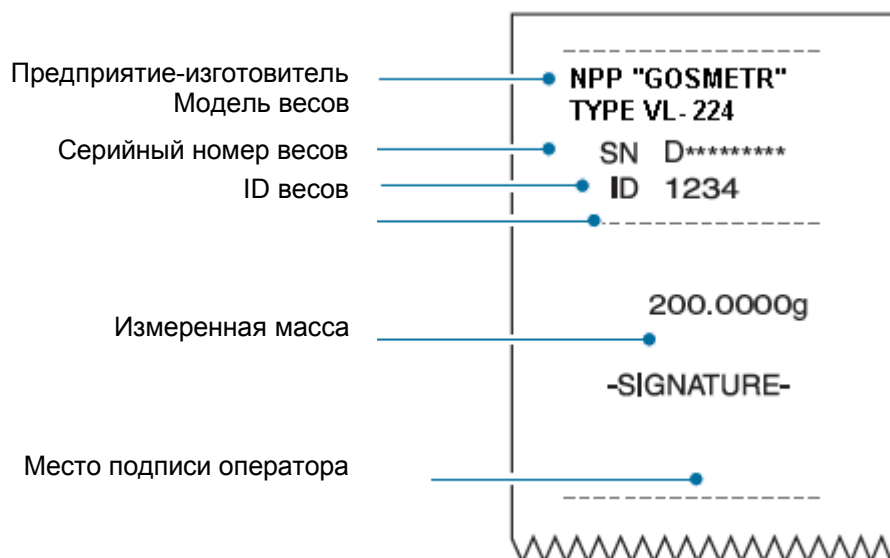 Предприятие-изготовитель
Модель весов
Серийный номер весов
ID весов
Измеренная масса
Место подписи оператора
NPP "GOSMETR"
TYPE VL-224
SN D*********
ID 1234
200.0000g
-SIGNATURE-